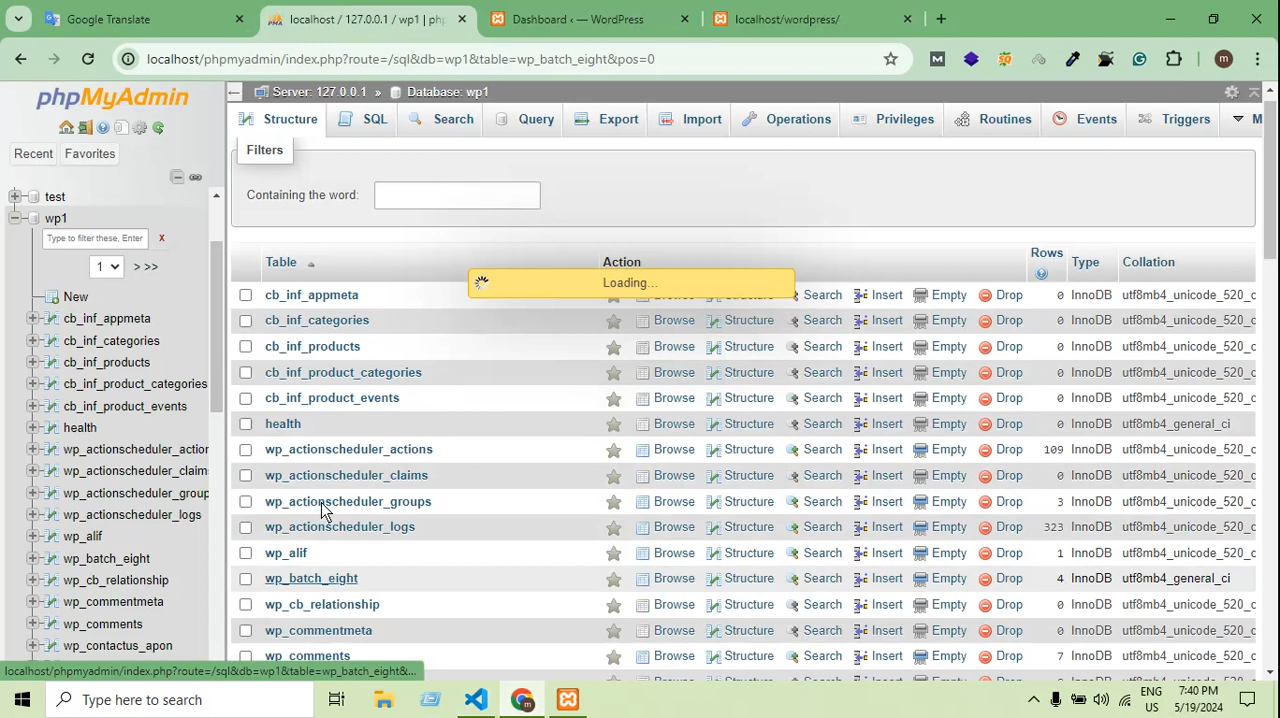 Google Translate
localhost / 127.0.0.1 / wp1 | php
Dashboard ‹ — WordPress
localhost/wordpress/
localhost/phpmyadmin/index.php?route=/sql&db=wp1&table=wp_batch_eight&pos=0
phpMyAdmin
Recent Favorites
test
wp1
Type to filter these, Enter X
1 > >>
New
cb_inf_appmeta
cb_inf_categories
cb_inf_products
cb_inf_product_categories
cb_inf_product_events
health
wp_actionscheduler_action
wp_actionscheduler_claims
wp_actionscheduler_group
wp_actionscheduler_logs
wp_alif
wp_batch_eight
wp_cb_relationship
wp_commentmeta
wp_comments
wp_contactus_apon
Server: 127.0.0.1 » Database: wp1
Structure SQL Search Query Export Import Operations Privileges Routines Events Triggers M
Filters
Containing the word:
Table Action Rows Type Collation
Loading...
cb_inf_appmeta Search Insert Empty Drop 0 InnoDB utf8mb4_unicode_520_c
cb_inf_categories Browse Structure Search Insert Empty Drop 0 InnoDB utf8mb4_unicode_520_c
cb_inf_products Browse Structure Search Insert Empty Drop 0 InnoDB utf8mb4_unicode_520_c
cb_inf_product_categories Browse Structure Search Insert Empty Drop 0 InnoDB utf8mb4_unicode_520_c
cb_inf_product_events Browse Structure Search Insert Empty Drop 0 InnoDB utf8mb4_unicode_520_c
health Browse Structure Search Insert Empty Drop 0 InnoDB utf8mb4_general_ci
wp_actionscheduler_actions Browse Structure Search Insert Empty Drop 109 InnoDB utf8mb4_unicode_520_c
wp_actionscheduler_claims Browse Structure Search Insert Empty Drop 0 InnoDB utf8mb4_unicode_520_c
wp_actionscheduler_groups Browse Structure Search Insert Empty Drop 3 InnoDB utf8mb4_unicode_520_c
wp_actionscheduler_logs Browse Structure Search Insert Empty Drop 323 InnoDB utf8mb4_unicode_520_c
wp_alif Browse Structure Search Insert Empty Drop 1 InnoDB utf8mb4_unicode_520_c
wp_batch_eight Browse Structure Search Insert Empty Drop 4 InnoDB utf8mb4_general_ci
wp_cb_relationship Browse Structure Search Insert Empty Drop 0 InnoDB utf8mb4_unicode_520_c
wp_commentmeta Browse Structure Search Insert Empty Drop 0 InnoDB utf8mb4_unicode_520_c
wp_comments Browse Structure Search Insert Empty Drop 7 InnoDB utf8mb4_unicode_520_c
localhost/phpmyadmin/index.php?route=/sql&db=wp1&table=wp_batch_eight&...
Type here to search
ENG
US
7:40 PM
5/19/2024